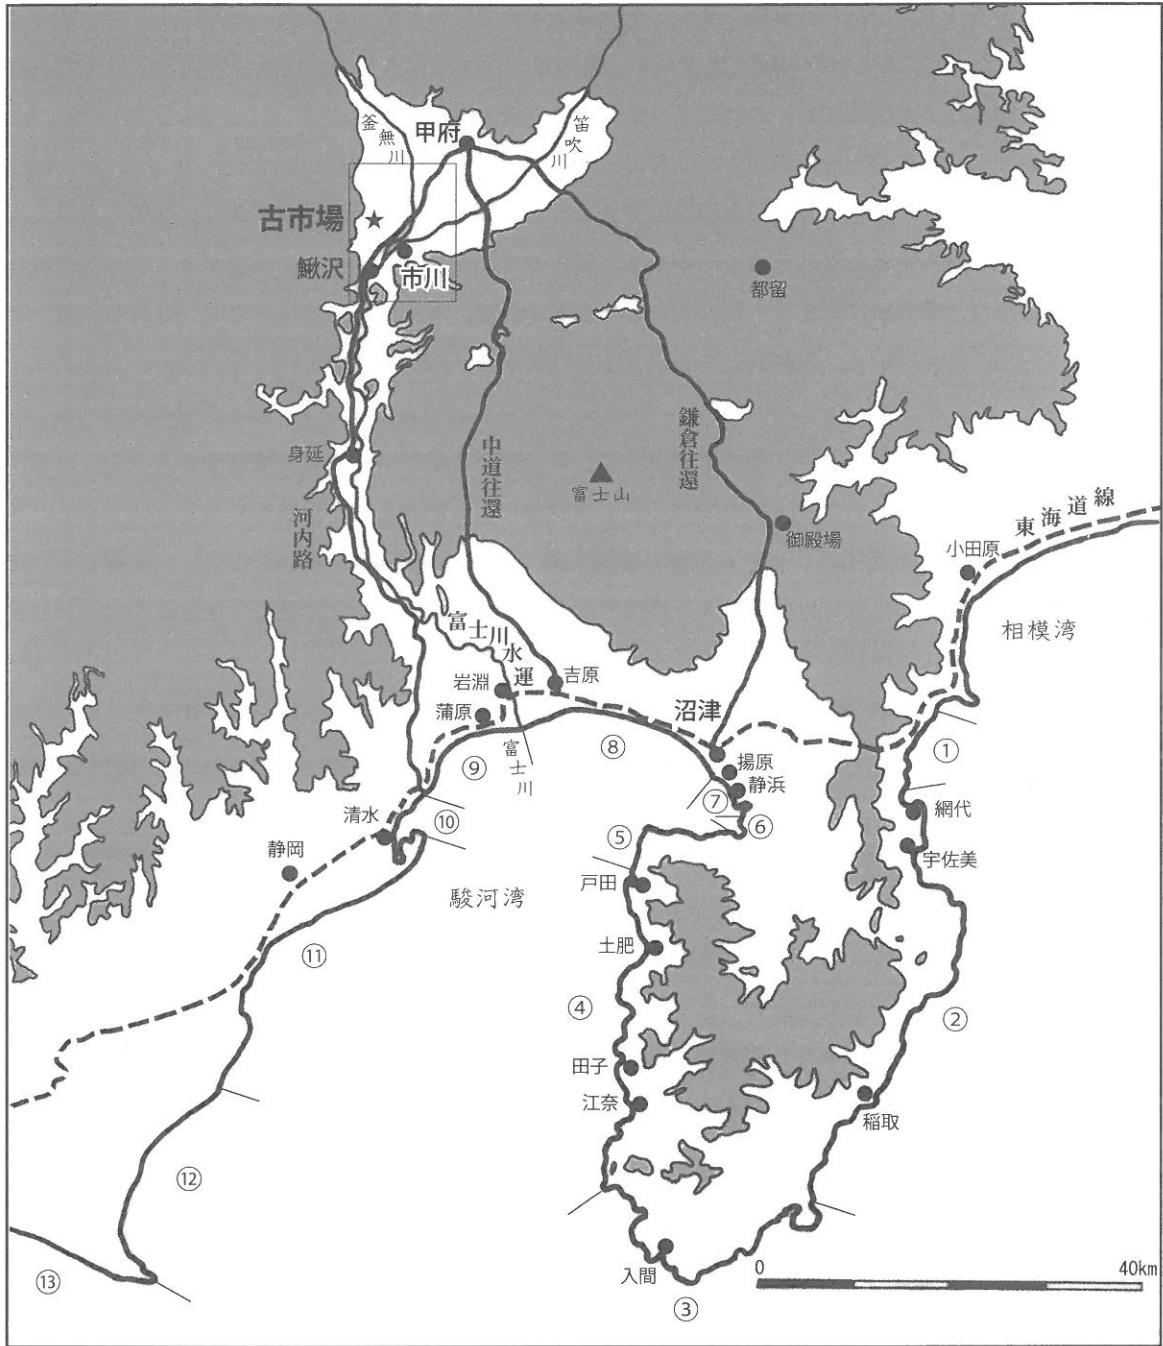 釜無川
甲府
笛吹川
古市場
鰍沢
市川
都留
身延
中道往還
鎌倉往還
富士山
河内路
御殿場
東海道線
小田原
相模湾
富士川水運
岩淵
吉原
蒲原
沼津
富士川
⑧
①
⑨
揚原
静浜
⑦
網代
清水
⑩
⑥
⑤
宇佐美
静岡
戸田
駿河湾
土肥
⑪
④
②
田子
江奈
稲取
⑫
入間
0
40km
⑬
③